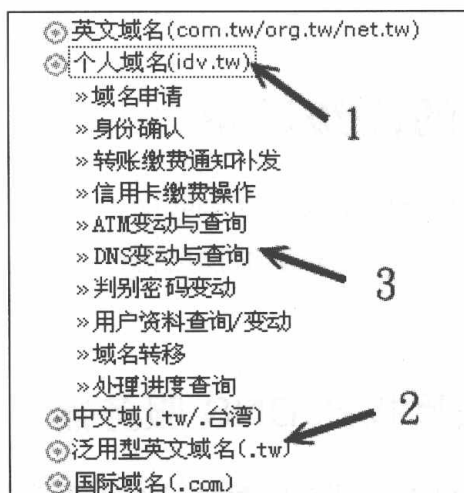 英文域名(com.tw/org.tw/net.tw)
个人域名(idv.tw)
1
»域名申请
»身份确认
»转账缴费通知补发
»信用卡缴费操作
»ATM变动与查询
»DNS变动与查询
3
»判别密码变动
»用户资料查询/变动
»域名转移
»处理进度查询
中文域(.tw/.台湾)
2
泛用型英文域名(.tw)
国际域名(.com)